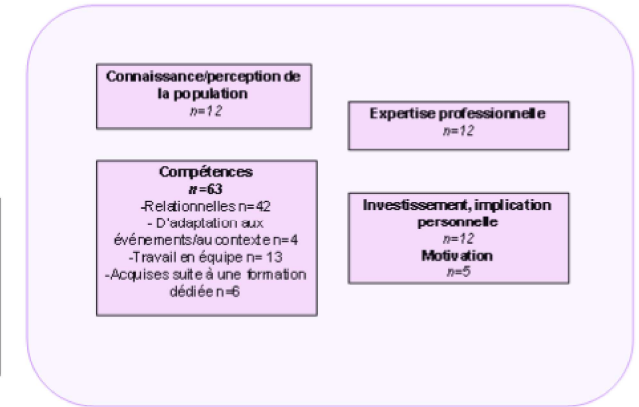 Connaissance/perception de
la population
n=12
Compétences
n=63
-Relationnelles n=42
- D'adaptation aux
événements/au contexte n=4
-Travail en équipe n= 13
-Acquises suite à une formation
dédiée n=6
Expertise professionnelle
n=12
Investissement, implication
personnelle
n=12
Motivation
n=5